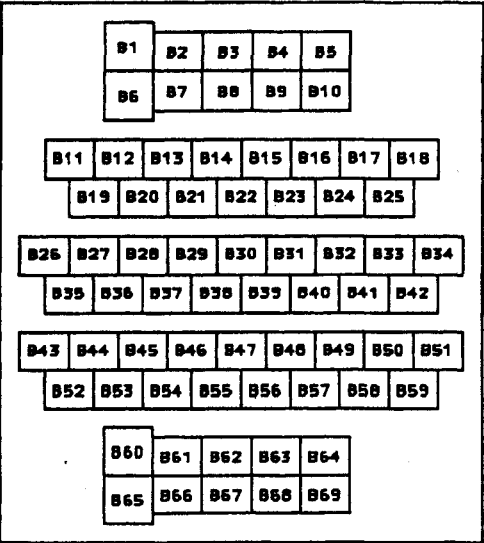 B1 B2 B3 B4 B5
B6 B7 B8 B9 B10
B11 B12 B13 B14 B15 B16 B17 B18
B19 B20 B21 B22 B23 B24 B25
B26 B27 B28 B29 B30 B31 B32 B33 B34
B35 B36 B37 B38 B39 B40 B41 B42
B43 B44 B45 B46 B47 B48 B49 B50 B51
B52 B53 B54 B55 B56 B57 B58 B59
B60 B61 B62 B63 B64
B65 B66 B67 B68 B69